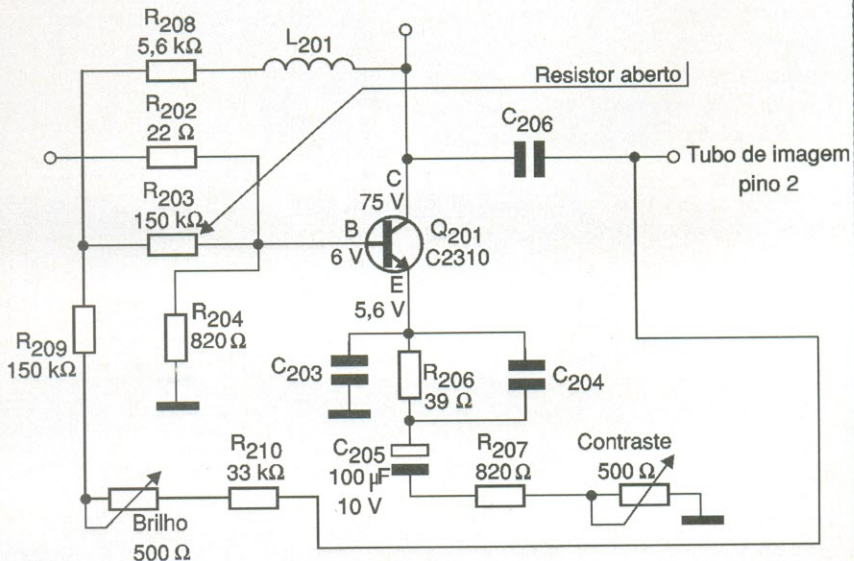 R208
5,6 kΩ
L201
Resistor aberto
R202
22 Ω
C206
Tubo de imagem
pino 2
R203
150 kΩ
C
75 V
B
6 V
Q201
C2310
E
5,6 V
R204
820 Ω
R209
150 kΩ
C203
R206
39 Ω
C204
C205
100 µF
10 V
R207
820 Ω
Contraste
500 Ω
R210
33 kΩ
Brilho
500 Ω